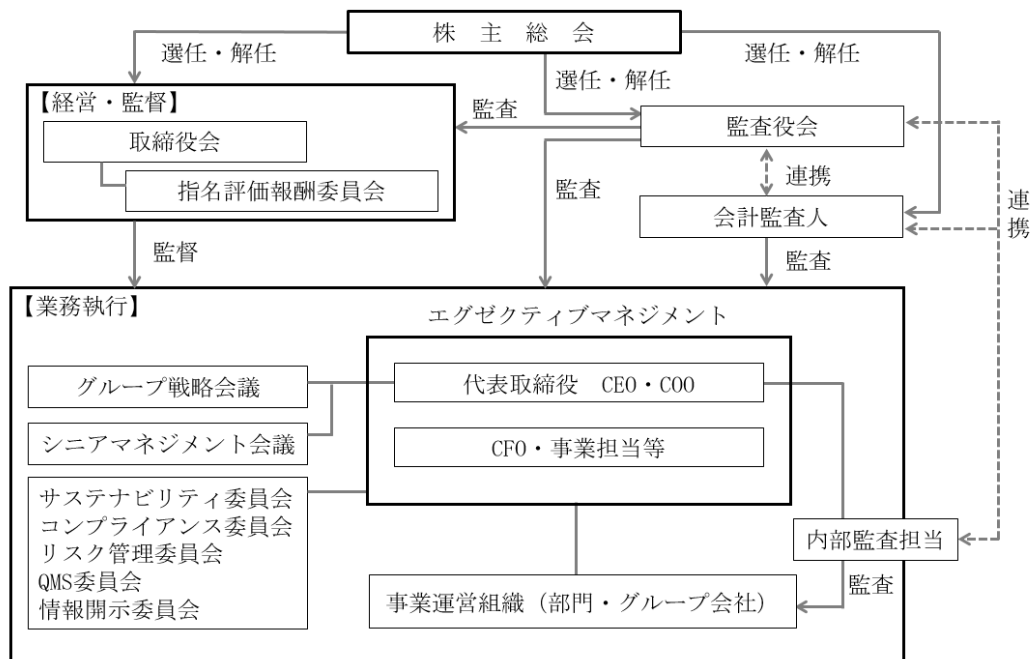 株　主　総　会
選任・解任
選任・解任
選任・解任
【経営・監督】
取締役会
指名評価報酬委員会
監査
監査役会
連携
監査
会計監査人
連携
監督
監査
【業務執行】
エグゼクティブマネジメント
グループ戦略会議
代表取締役　CEO・COO
シニアマネジメント会議
CFO・事業担当等
サステナビリティ委員会
コンプライアンス委員会
リスク管理委員会
QMS委員会
情報開示委員会
内部監査担当
監査
事業運営組織（部門・グループ会社）